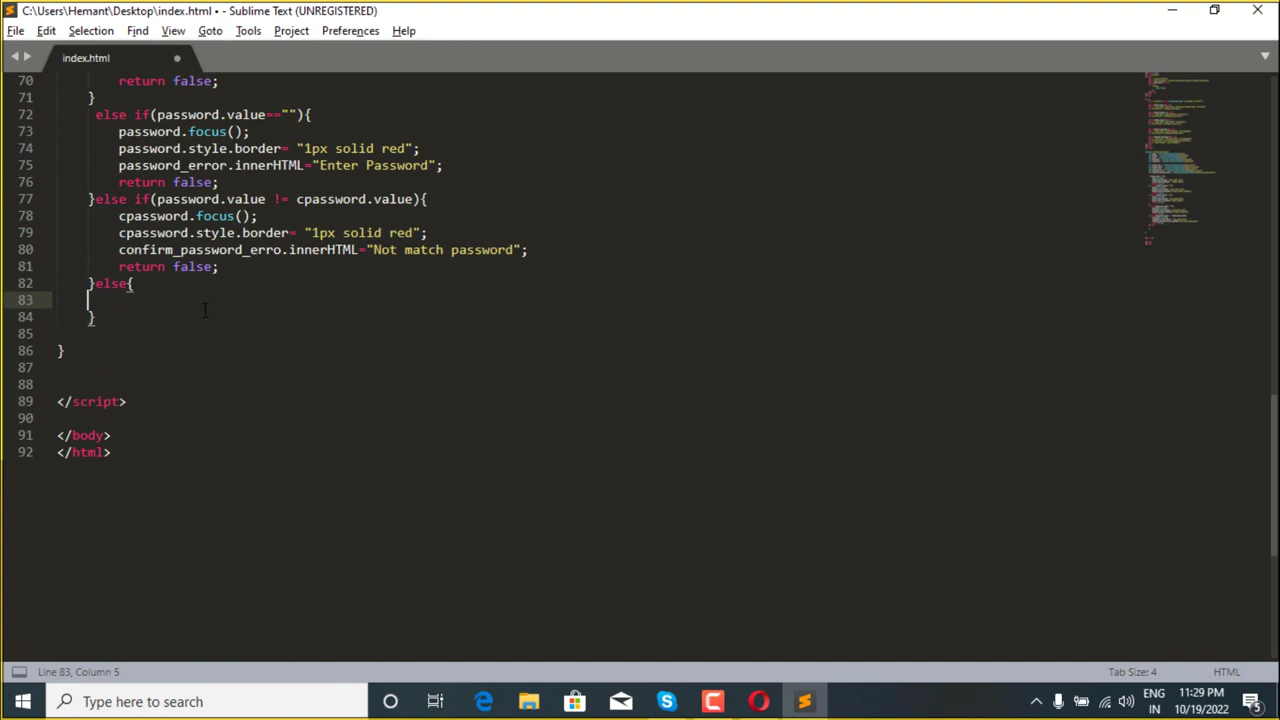 C:\Users\Hemant\Desktop\index.html • - Sublime Text (UNREGISTERED)
File Edit Selection Find View Goto Tools Project Preferences Help
index.html
70 return false;
71 }
72 else if(password.value==""){
73 password.focus();
74 password.style.border= "1px solid red";
75 password_error.innerHTML="Enter Password";
76 return false;
77 }else if(password.value != cpassword.value){
78 cpassword.focus();
79 cpassword.style.border= "1px solid red";
80 confirm_password_erro.innerHTML="Not match password";
81 return false;
82 }else{
83
84 }
85
86 }
87
88
89 </script>
90
91 </body>
92 </html>
Line 83, Column 5 Tab Size: 4 HTML
Type here to search
ENG 11:29 PM
IN 10/19/2022 5